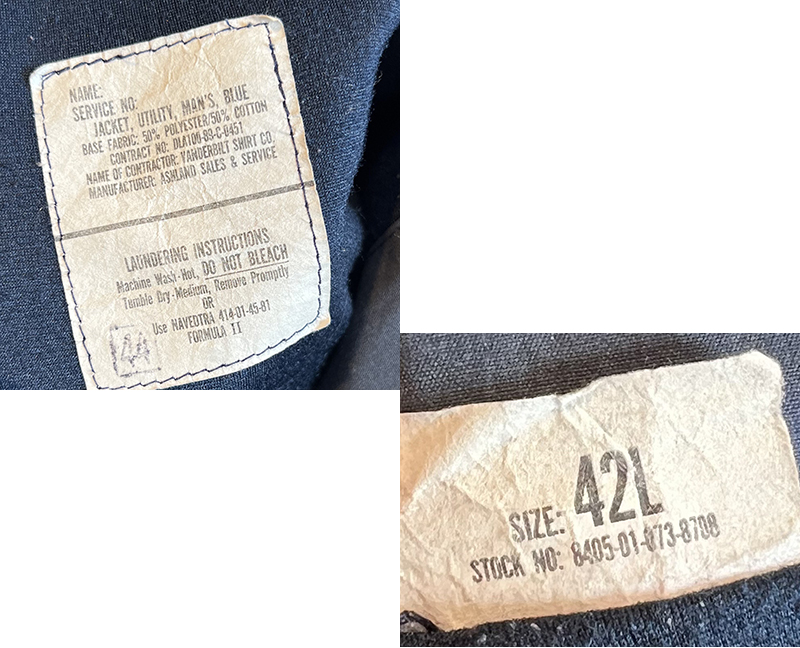 NAME:
SERVICE NO:
JACKET, UTILITY, MAN'S, BLUE
BASE FABRIC: 50% POLYESTER/50% COTTON
CONTRACT NO: DLA100-89-C-0451
NAME OF CONTRACTOR: VANDERBILT SHIRT CO.
MANUFACTURER: ASHLAND SALES & SERVICE
LAUNDERING INSTRUCTIONS
Machine Wash-Hot, DO NOT BLEACH
Tumble Dry-Medium, Remove Promptly
OR
Use NAVEDTRA 414-01-45-81
FORMULA II
44
SIZE: 42L
STOCK NO: 8405-01-073-8708